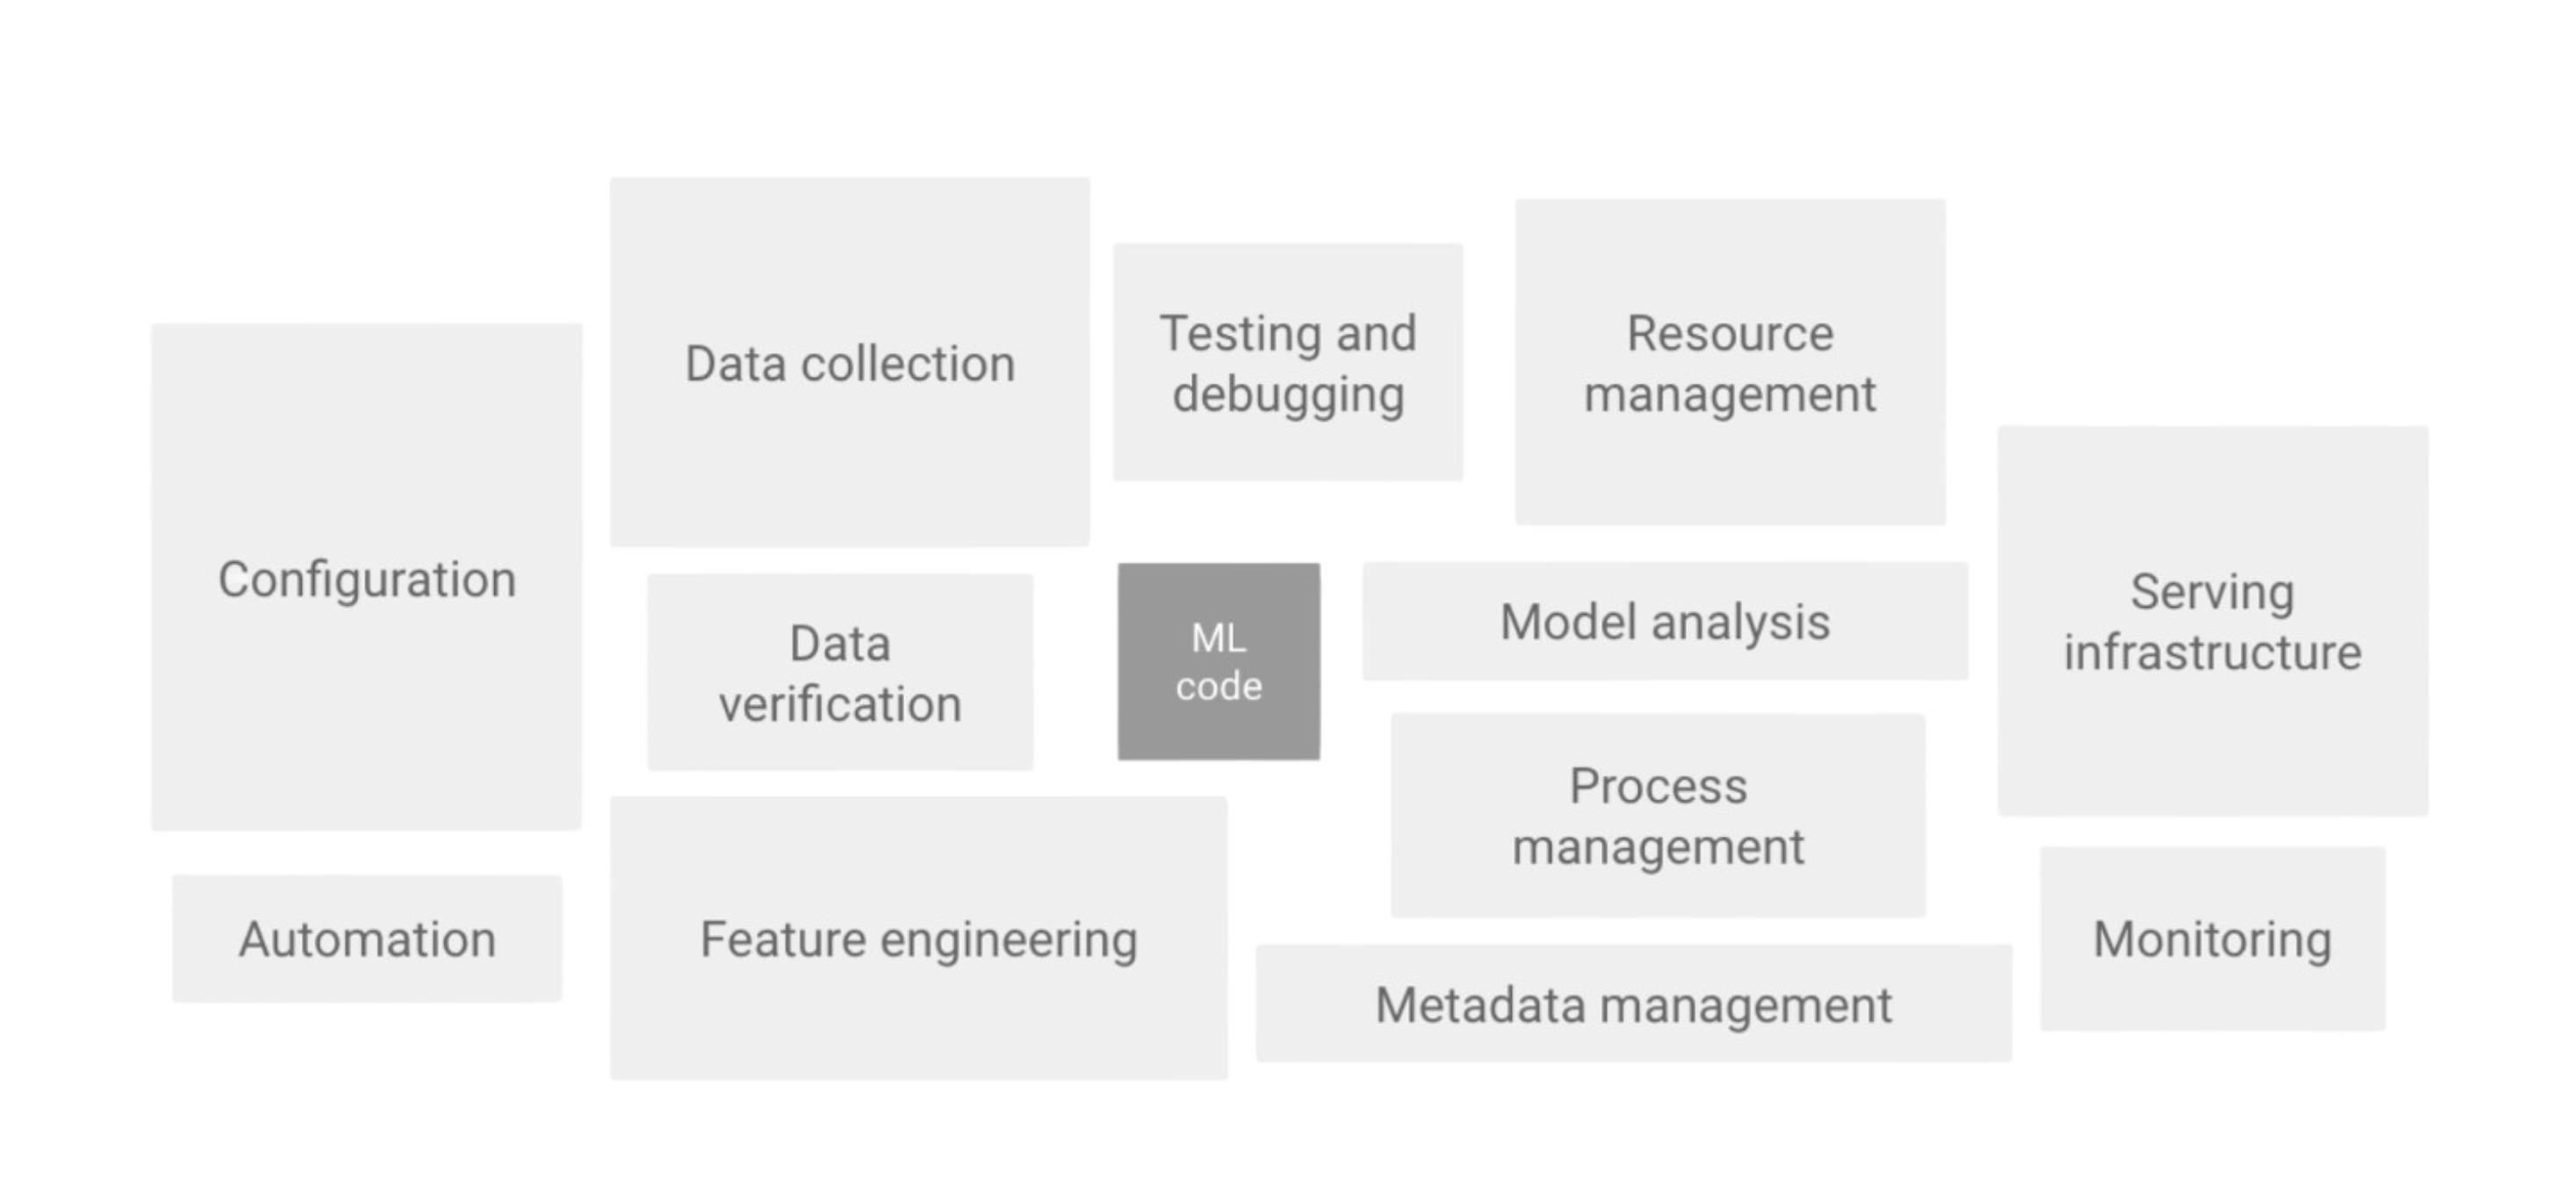 Configuration
Automation
Data collection
Data
verification
Feature engineering
Testing and
debugging
ML
code
Resource
management
Model analysis
Process
management
Metadata management
Serving
infrastructure
Monitoring